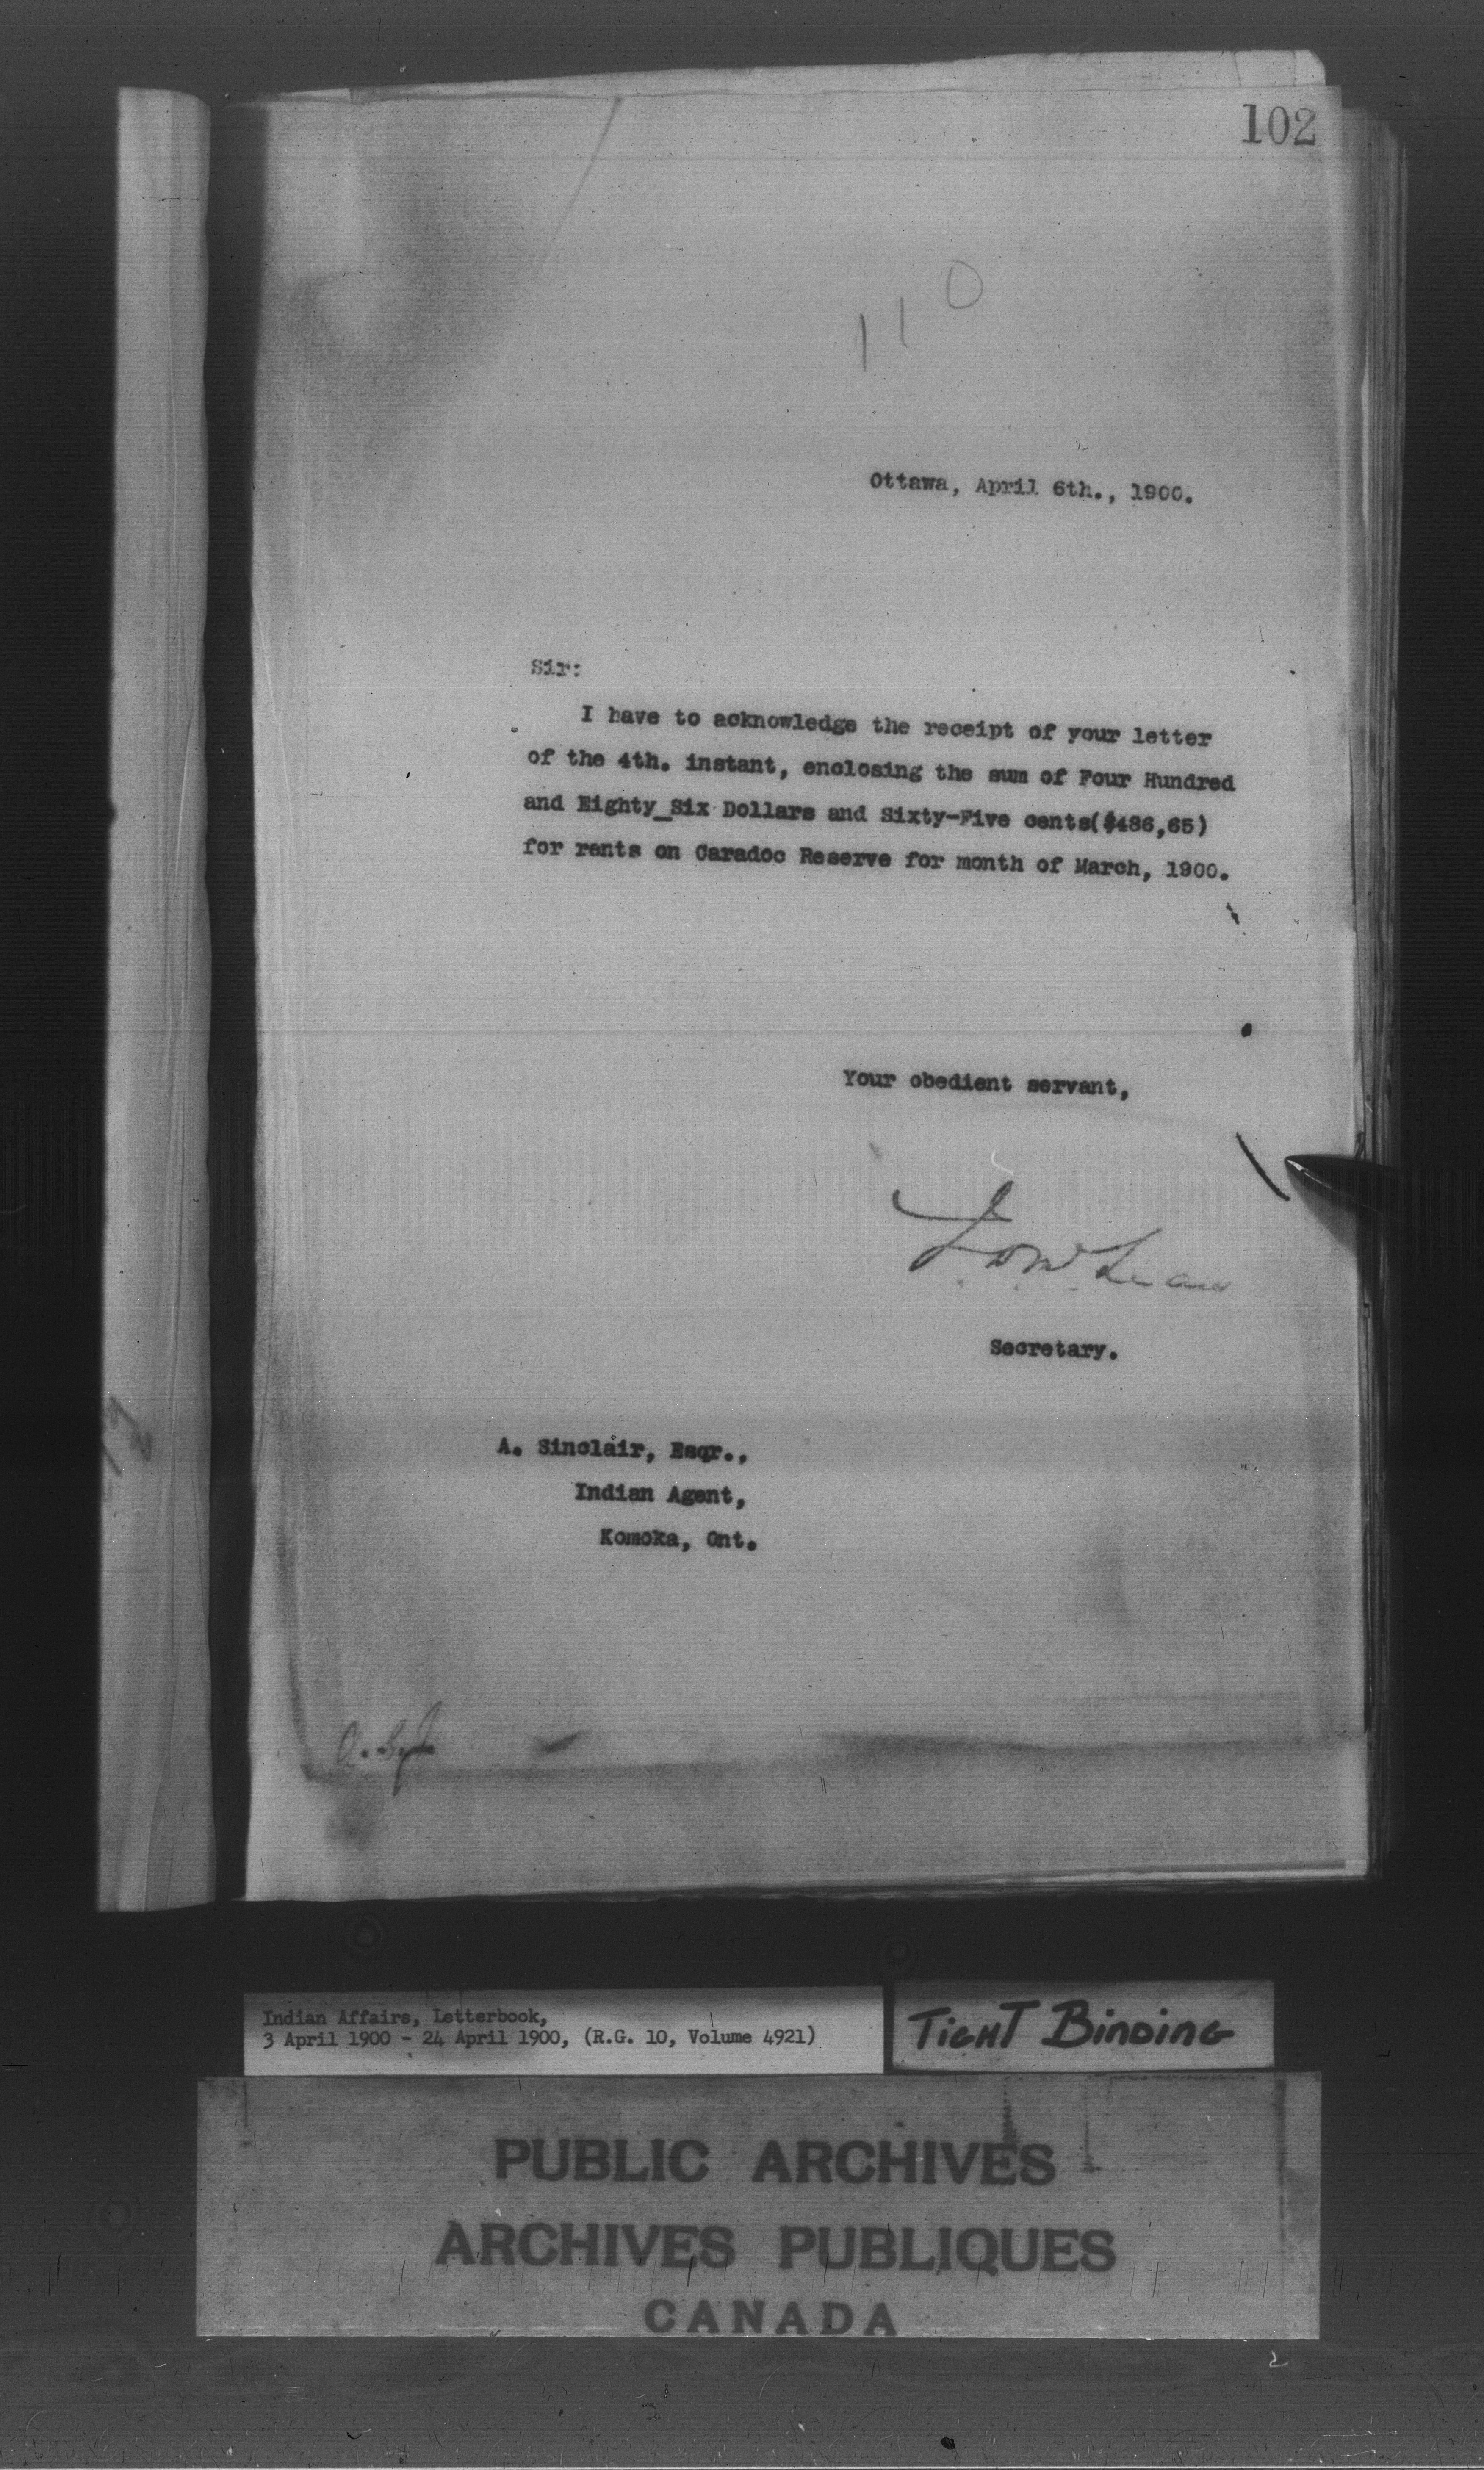 102
110
Ottawa, April 6th., 1900.
Sir:
I have to acknowledge the receipt of your letter
of the 4th. instant, enclosing the sum of Four Hundred
and Eighty_Six Dollars and Sixty-Five cents($486,65)
for rents on Caradoc Reserve for month of March, 1900.
Your obedient servant,
J. D. McLean
Secretary.
A. Sinclair, Esqr.,
Indian Agent,
Komoka, Ont.
Indian Affairs, Letterbook,
3 April 1900 - 24 April 1900, (R.G. 10, Volume 4921)
TIGHT BINDING
PUBLIC ARCHIVES
ARCHIVES PUBLIQUES
CANADA